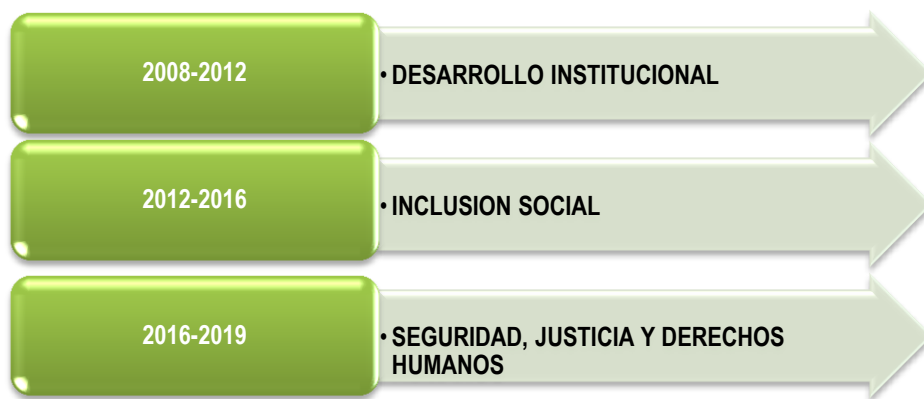 2008-2012
• DESARROLLO INSTITUCIONAL
2012-2016
• INCLUSION SOCIAL
2016-2019
• SEGURIDAD, JUSTICIA Y DERECHOS
HUMANOS